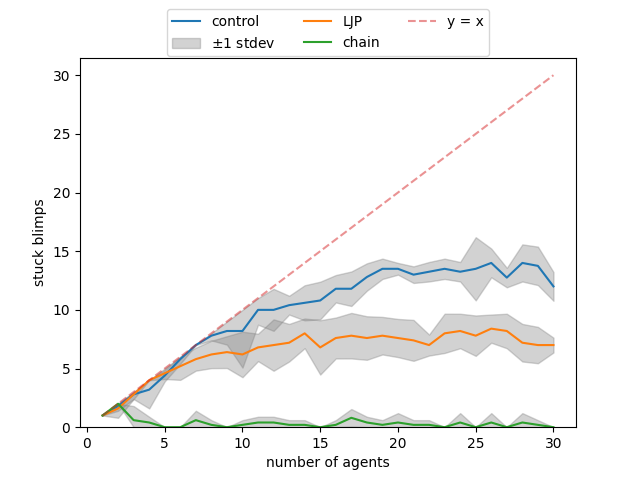 control LJP y = x
±1 stdev chain
30
25
20
15
10
5
0
stuck blimps
0 5 10 15 20 25 30
number of agents